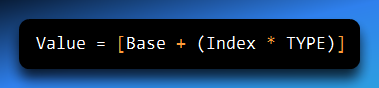 Value = [Base + (Index * TYPE)]